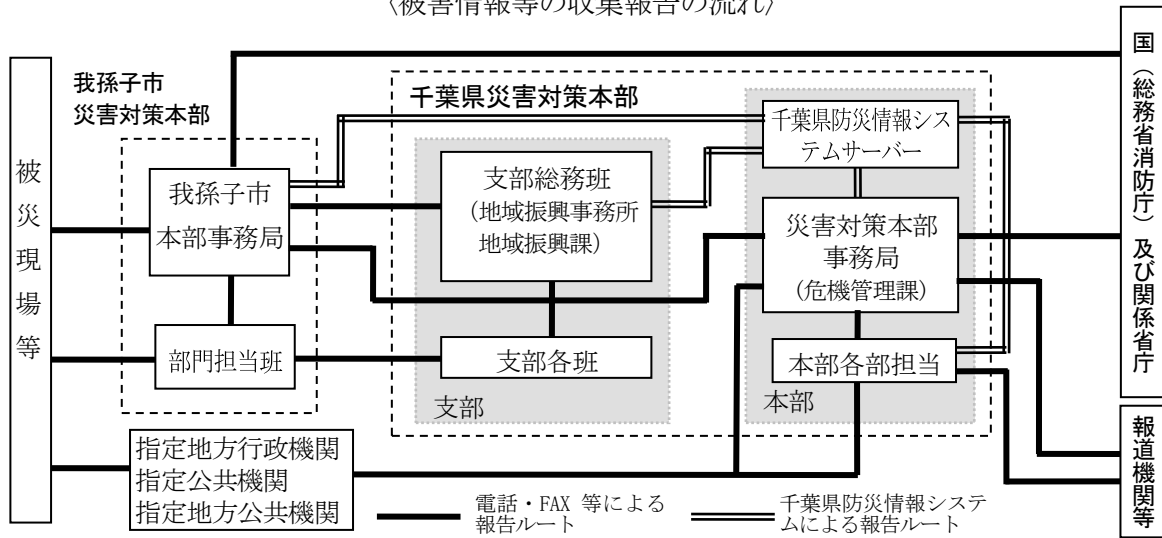 〈被害情報等の収集報告の流れ〉
我孫子市
災害対策本部
千葉県災害対策本部
被災現場等
我孫子市
本部事務局
部門担当班
支部総務班
（地域振興事務所
地域振興課）
支部各班
支部
千葉県防災情報シス
テムサーバー
災害対策本部
事務局
（危機管理課）
本部各部担当
本部
国（総務省消防庁）及び関係省庁
報道機関等
指定地方行政機関
指定公共機関
指定地方公共機関
電話・FAX 等による
報告ルート
千葉県防災情報システ
ムによる報告ルート